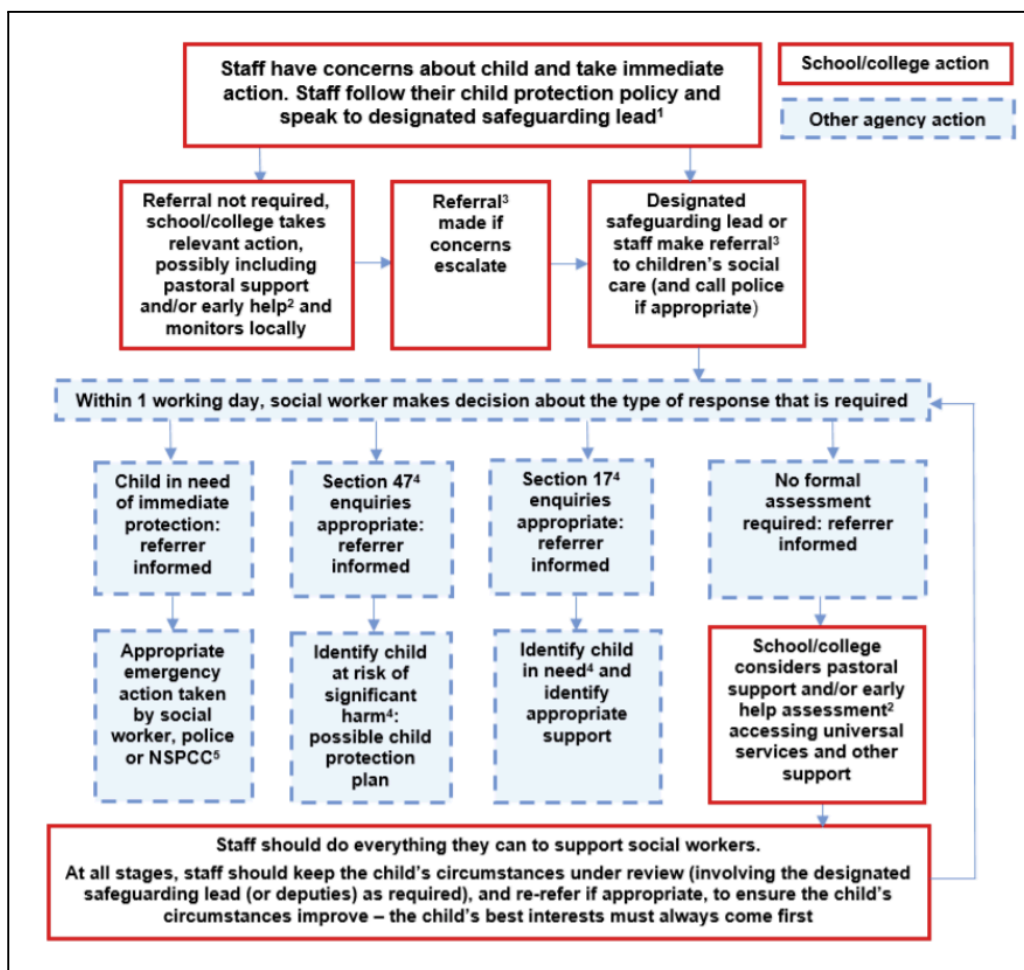 Staff have concerns about child and take immediate
action. Staff follow their child protection policy and
speak to designated safeguarding lead¹
School/college action
Other agency action
Referral not required,
school/college takes
relevant action,
possibly including
pastoral support
and/or early help² and
monitors locally
Referral³
made if
concerns
escalate
Designated
safeguarding lead or
staff make referral³
to children’s social
care (and call police
if appropriate)
Within 1 working day, social worker makes decision about the type of response that is required
Child in need
of immediate
protection:
referrer
informed
Section 47⁴
enquiries
appropriate:
referrer
informed
Section 17⁴
enquiries
appropriate:
referrer
informed
No formal
assessment
required: referrer
informed
Appropriate
emergency
action taken
by social
worker, police
or NSPCC⁵
Identify child
at risk of
significant
harm⁴:
possible child
protection
plan
Identify child
in need⁴ and
identify
appropriate
support
School/college
considers pastoral
support and/or early
help assessment²
accessing universal
services and other
support
Staff should do everything they can to support social workers.
At all stages, staff should keep the child’s circumstances under review (involving the designated
safeguarding lead (or deputies) as required), and re-refer if appropriate, to ensure the child’s
circumstances improve – the child’s best interests must always come first